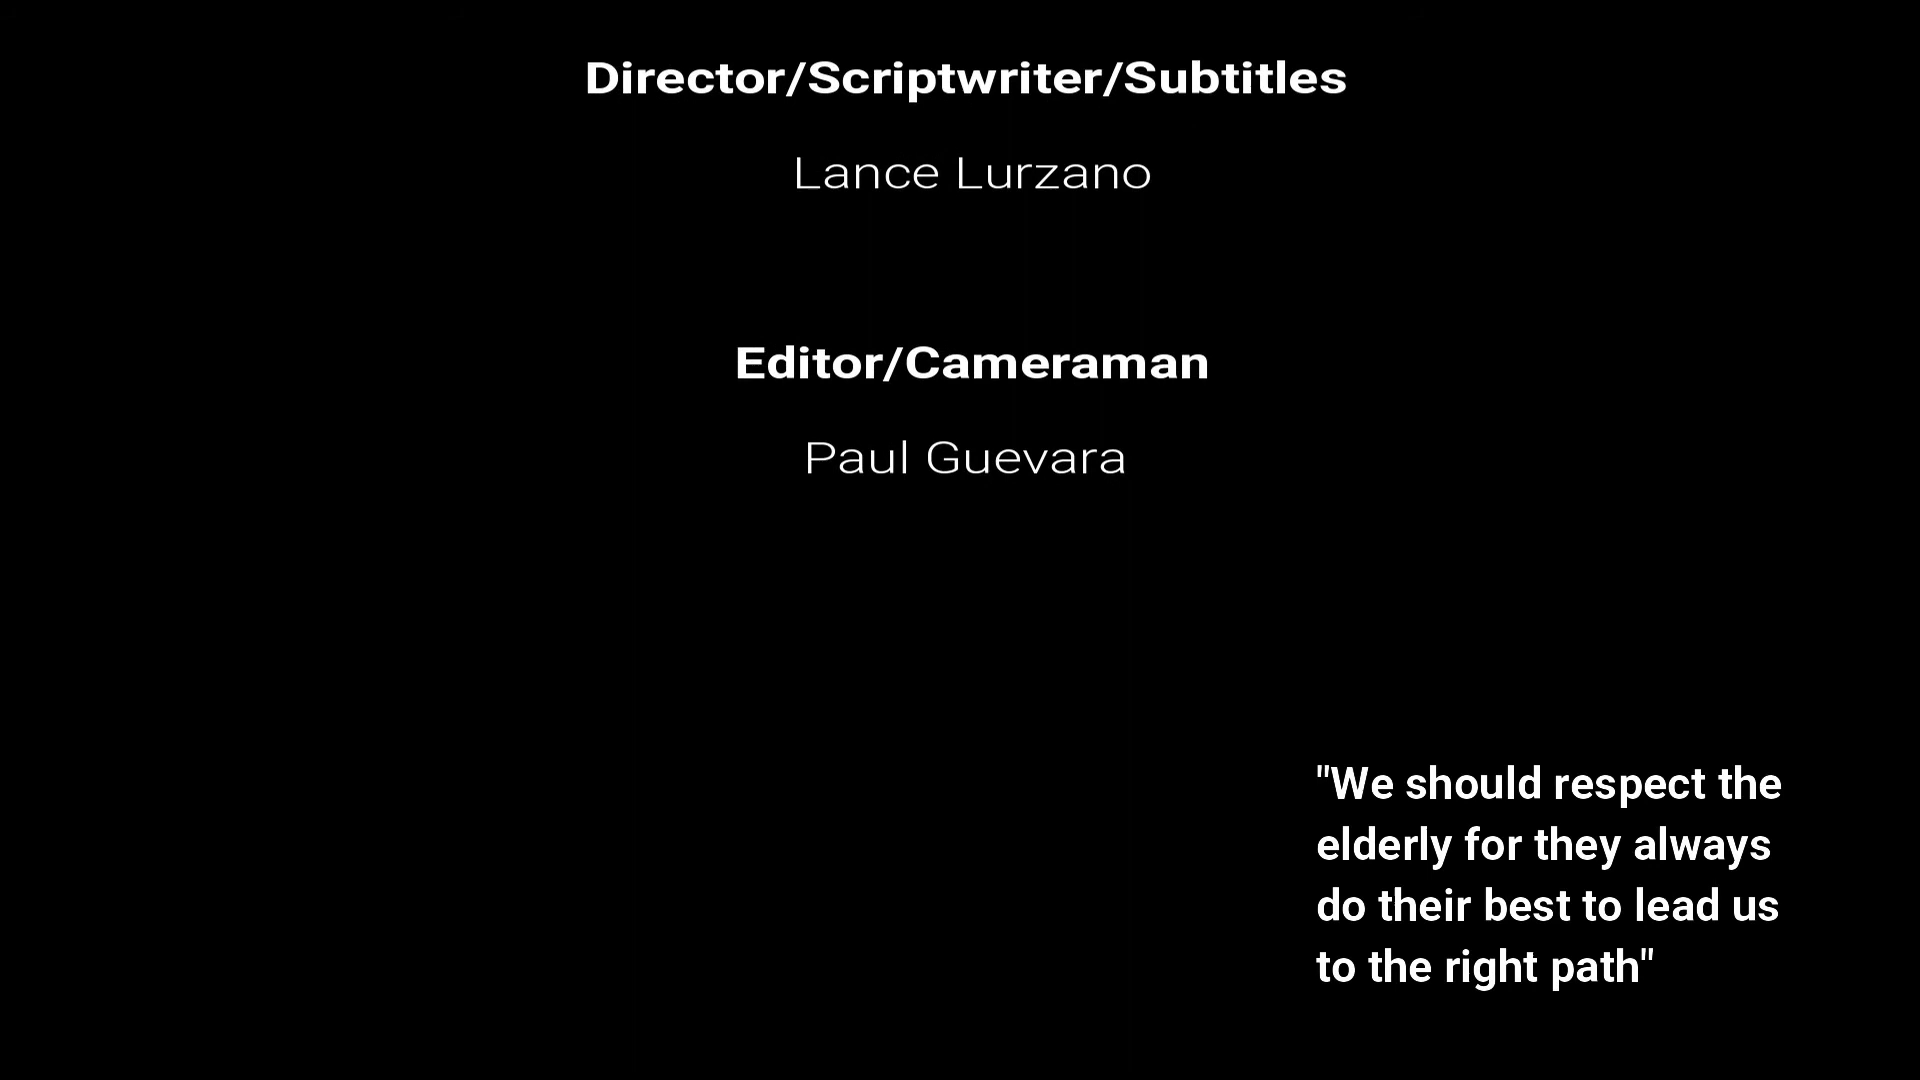 Director/Scriptwriter/Subtitles
Lance Lurzano
Editor/Cameraman
Paul Guevara
"We should respect the
elderly for they always
do their best to lead us
to the right path"